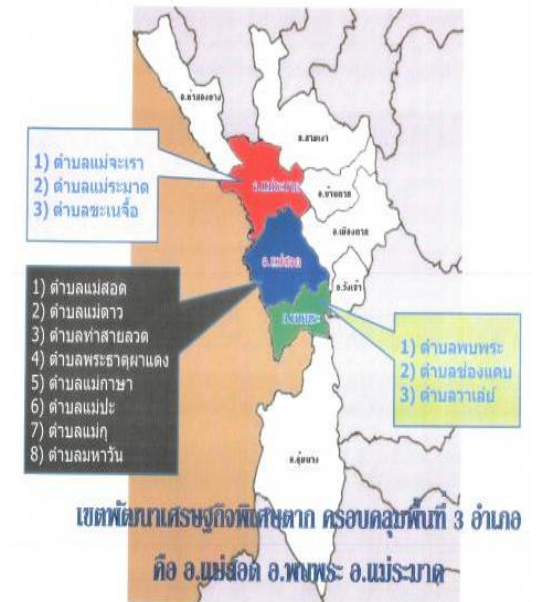 อ.ท่าสองยาง
อ.สามเงา
1) ตำบลแม่จะเรา
2) ตำบลแม่ระมาด
3) ตำบลขะเนจื้อ
อ.แม่ระมาด
อ.บ้านตาก
อ.เมืองตาก
อ.แม่สอด
อ.วังเจ้า
1) ตำบลแม่สอด
2) ตำบลแม่ตาว
3) ตำบลท่าสายลวด
4) ตำบลพระธาตุผาแดง
5) ตำบลแม่กาษา
6) ตำบลแม่ปะ
7) ตำบลแม่กุ
8) ตำบลมหาวัน
อ.พบพระ
1) ตำบลพบพระ
2) ตำบลช่องแคบ
3) ตำบลวาเล่ย์
อ.อุ้มผาง
เขตพัฒนาเศรษฐกิจพิเศษตาก ครอบคลุมพื้นที่ 3 อำเภอ
คือ อ.แม่สอด อ.พบพระ อ.แม่ระมาด